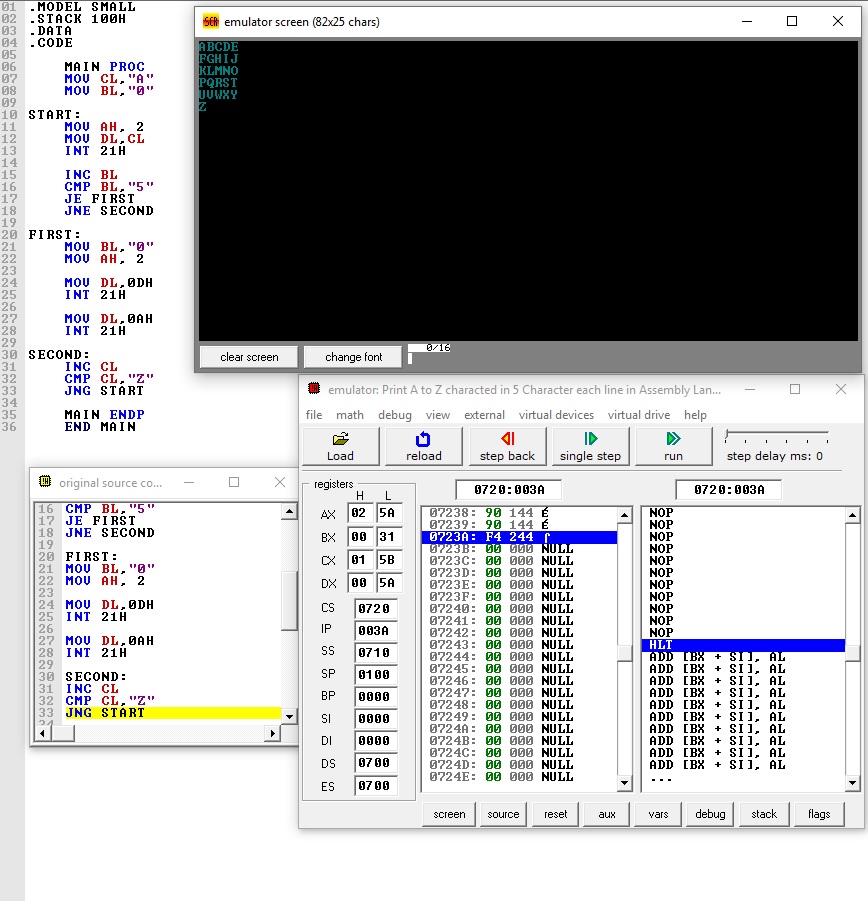 01 .MODEL SMALL
02 .STACK 100H
03 .DATA
04 .CODE
05
06 MAIN PROC
07 MOV CL,"A"
08 MOV BL,"0"
09
10 START:
11 MOV AH, 2
12 MOV DL,CL
13 INT 21H
14
15 INC BL
16 CMP BL,"5"
17 JE FIRST
18 JNE SECOND
19
20 FIRST:
21 MOV BL,"0"
22 MOV AH, 2
23
24 MOV DL,0DH
25 INT 21H
26
27 MOV DL,0AH
28 INT 21H
29
30 SECOND:
31 INC CL
32 CMP CL,"Z"
33 JNG START
34
35 MAIN ENDP
36 END MAIN
SCR emulator screen (82x25 chars)
ABCDE
FGHIJ
KLMNO
PQRST
UVWXY
Z
clear screen change font 0/16
emulator: Print A to Z characted in 5 Character each line in Assembly Lan...
file math debug view external virtual devices virtual drive help
Load reload step back single step run step delay ms: 0
registers
H L
AX 02 5A
BX 00 31
CX 01 5B
DX 00 5A
CS 0720
IP 003A
SS 0710
SP 0100
BP 0000
SI 0000
DI 0000
DS 0700
ES 0700
0720:003A 0720:003A
07238: 90 144 É
07239: 90 144 É
0723A: F4 244 ⌠
0723B: 00 000 NULL
0723C: 00 000 NULL
0723D: 00 000 NULL
0723E: 00 000 NULL
0723F: 00 000 NULL
07240: 00 000 NULL
07241: 00 000 NULL
07242: 00 000 NULL
07243: 00 000 NULL
07244: 00 000 NULL
07245: 00 000 NULL
07246: 00 000 NULL
07247: 00 000 NULL
07248: 00 000 NULL
07249: 00 000 NULL
0724A: 00 000 NULL
0724B: 00 000 NULL
0724C: 00 000 NULL
0724D: 00 000 NULL
0724E: 00 000 NULL
NOP
NOP
NOP
NOP
NOP
NOP
NOP
NOP
NOP
NOP
NOP
HLT
ADD [BX + SI], AL
ADD [BX + SI], AL
ADD [BX + SI], AL
ADD [BX + SI], AL
ADD [BX + SI], AL
ADD [BX + SI], AL
ADD [BX + SI], AL
ADD [BX + SI], AL
ADD [BX + SI], AL
ADD [BX + SI], AL
...
screen source reset aux vars debug stack flags
original source co...
16 CMP BL,"5"
17 JE FIRST
18 JNE SECOND
19
20 FIRST:
21 MOV BL,"0"
22 MOV AH, 2
23
24 MOV DL,0DH
25 INT 21H
26
27 MOV DL,0AH
28 INT 21H
29
30 SECOND:
31 INC CL
32 CMP CL,"Z"
33 JNG START